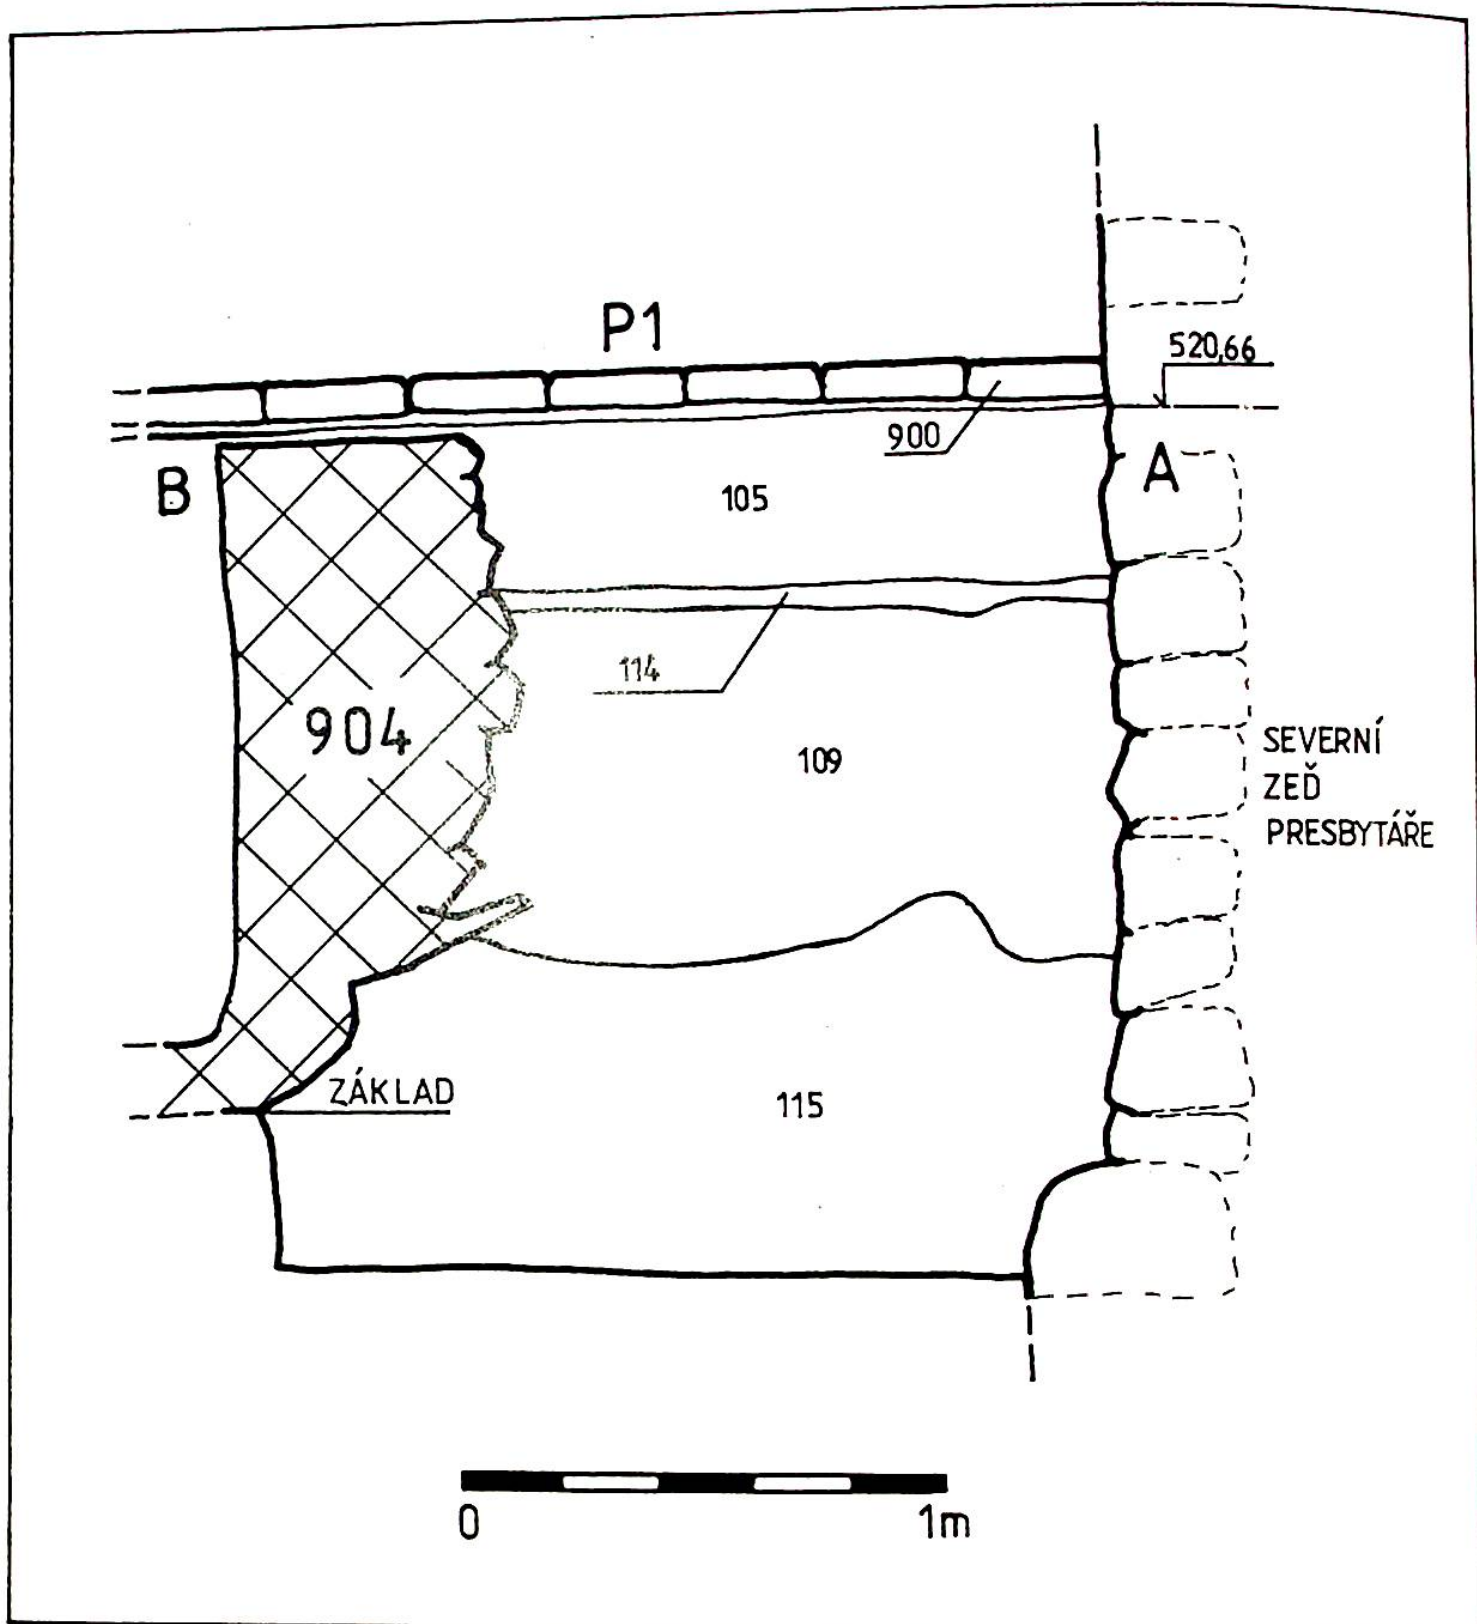 P1
520,66
900
B
A
105
114
904
109
SEVERNÍ
ZEĎ
PRESBYTÁŘE
ZÁKLAD
115
0
1m